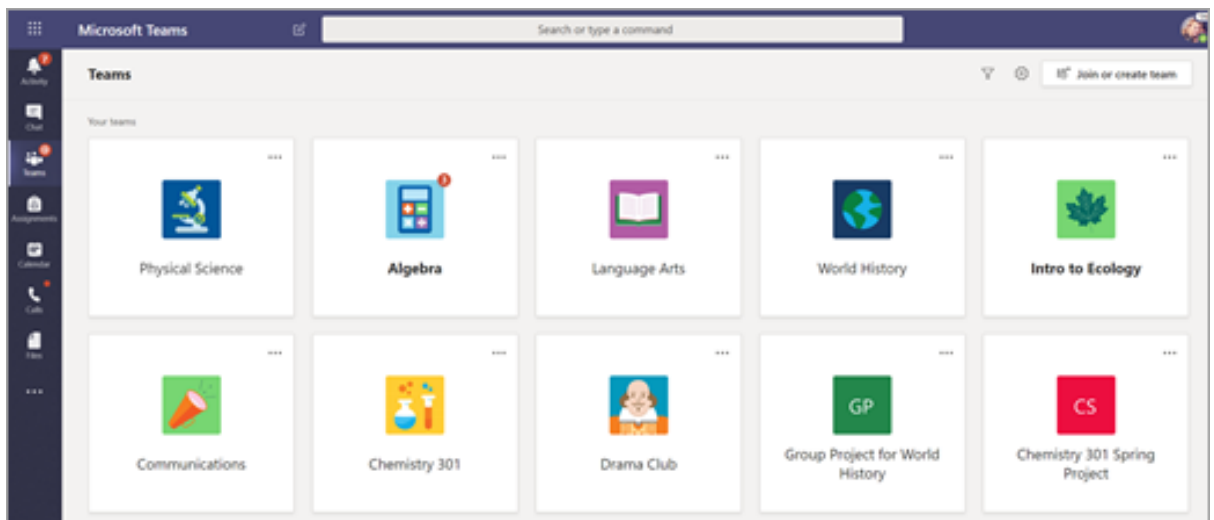 Microsoft Teams
Search or type a command
Activity
Chat
Teams
Assignments
Calendar
Calls
Files
Teams
Join or create team
Your teams
Physical Science
Algebra
Language Arts
World History
Intro to Ecology
Communications
Chemistry 301
Drama Club
GP
Group Project for World
History
CS
Chemistry 301 Spring
Project